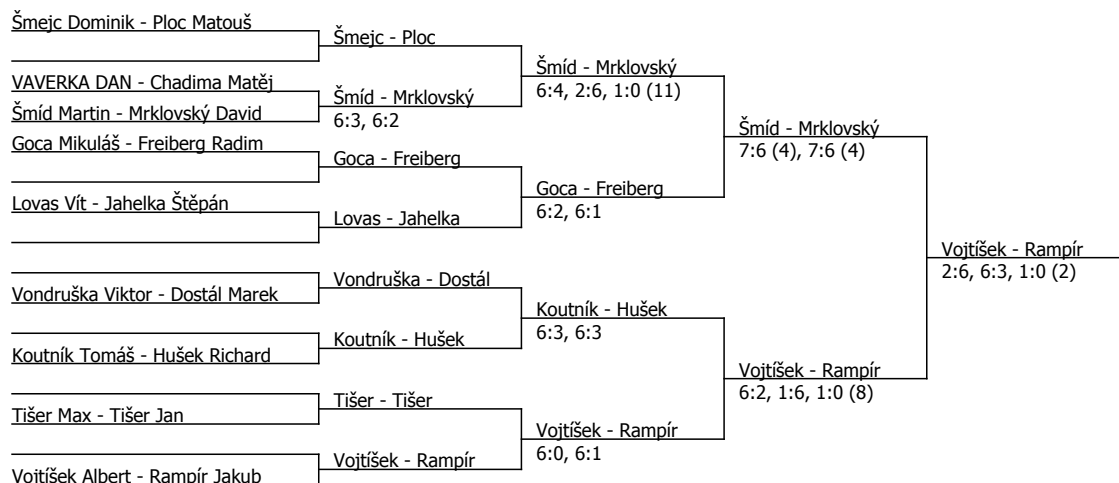 Šmejc Dominik - Ploc Matouš
Šmejc - Ploc
Šmíd - Mrklovský
6:4, 2:6, 1:0 (11)
VAVERKA DAN - Chadima Matěj
Šmíd - Mrklovský
6:3, 6:2
Šmíd Martin - Mrklovský David
Šmíd - Mrklovský
7:6 (4), 7:6 (4)
Goca Mikuláš - Freiberg Radim
Goca - Freiberg
Goca - Freiberg
6:2, 6:1
Lovas Vít - Jahelka Štěpán
Lovas - Jahelka
Vojtíšek - Rampír
2:6, 6:3, 1:0 (2)
Vondruška - Dostál
Vondruška Viktor - Dostál Marek
Koutník - Hušek
6:3, 6:3
Koutník - Hušek
Koutník Tomáš - Hušek Richard
Vojtíšek - Rampír
6:2, 1:6, 1:0 (8)
Tišer - Tišer
Tišer Max - Tišer Jan
Vojtíšek - Rampír
6:0, 6:1
Vojtíšek - Rampír
Vojtíšek Albert - Rampír Jakub